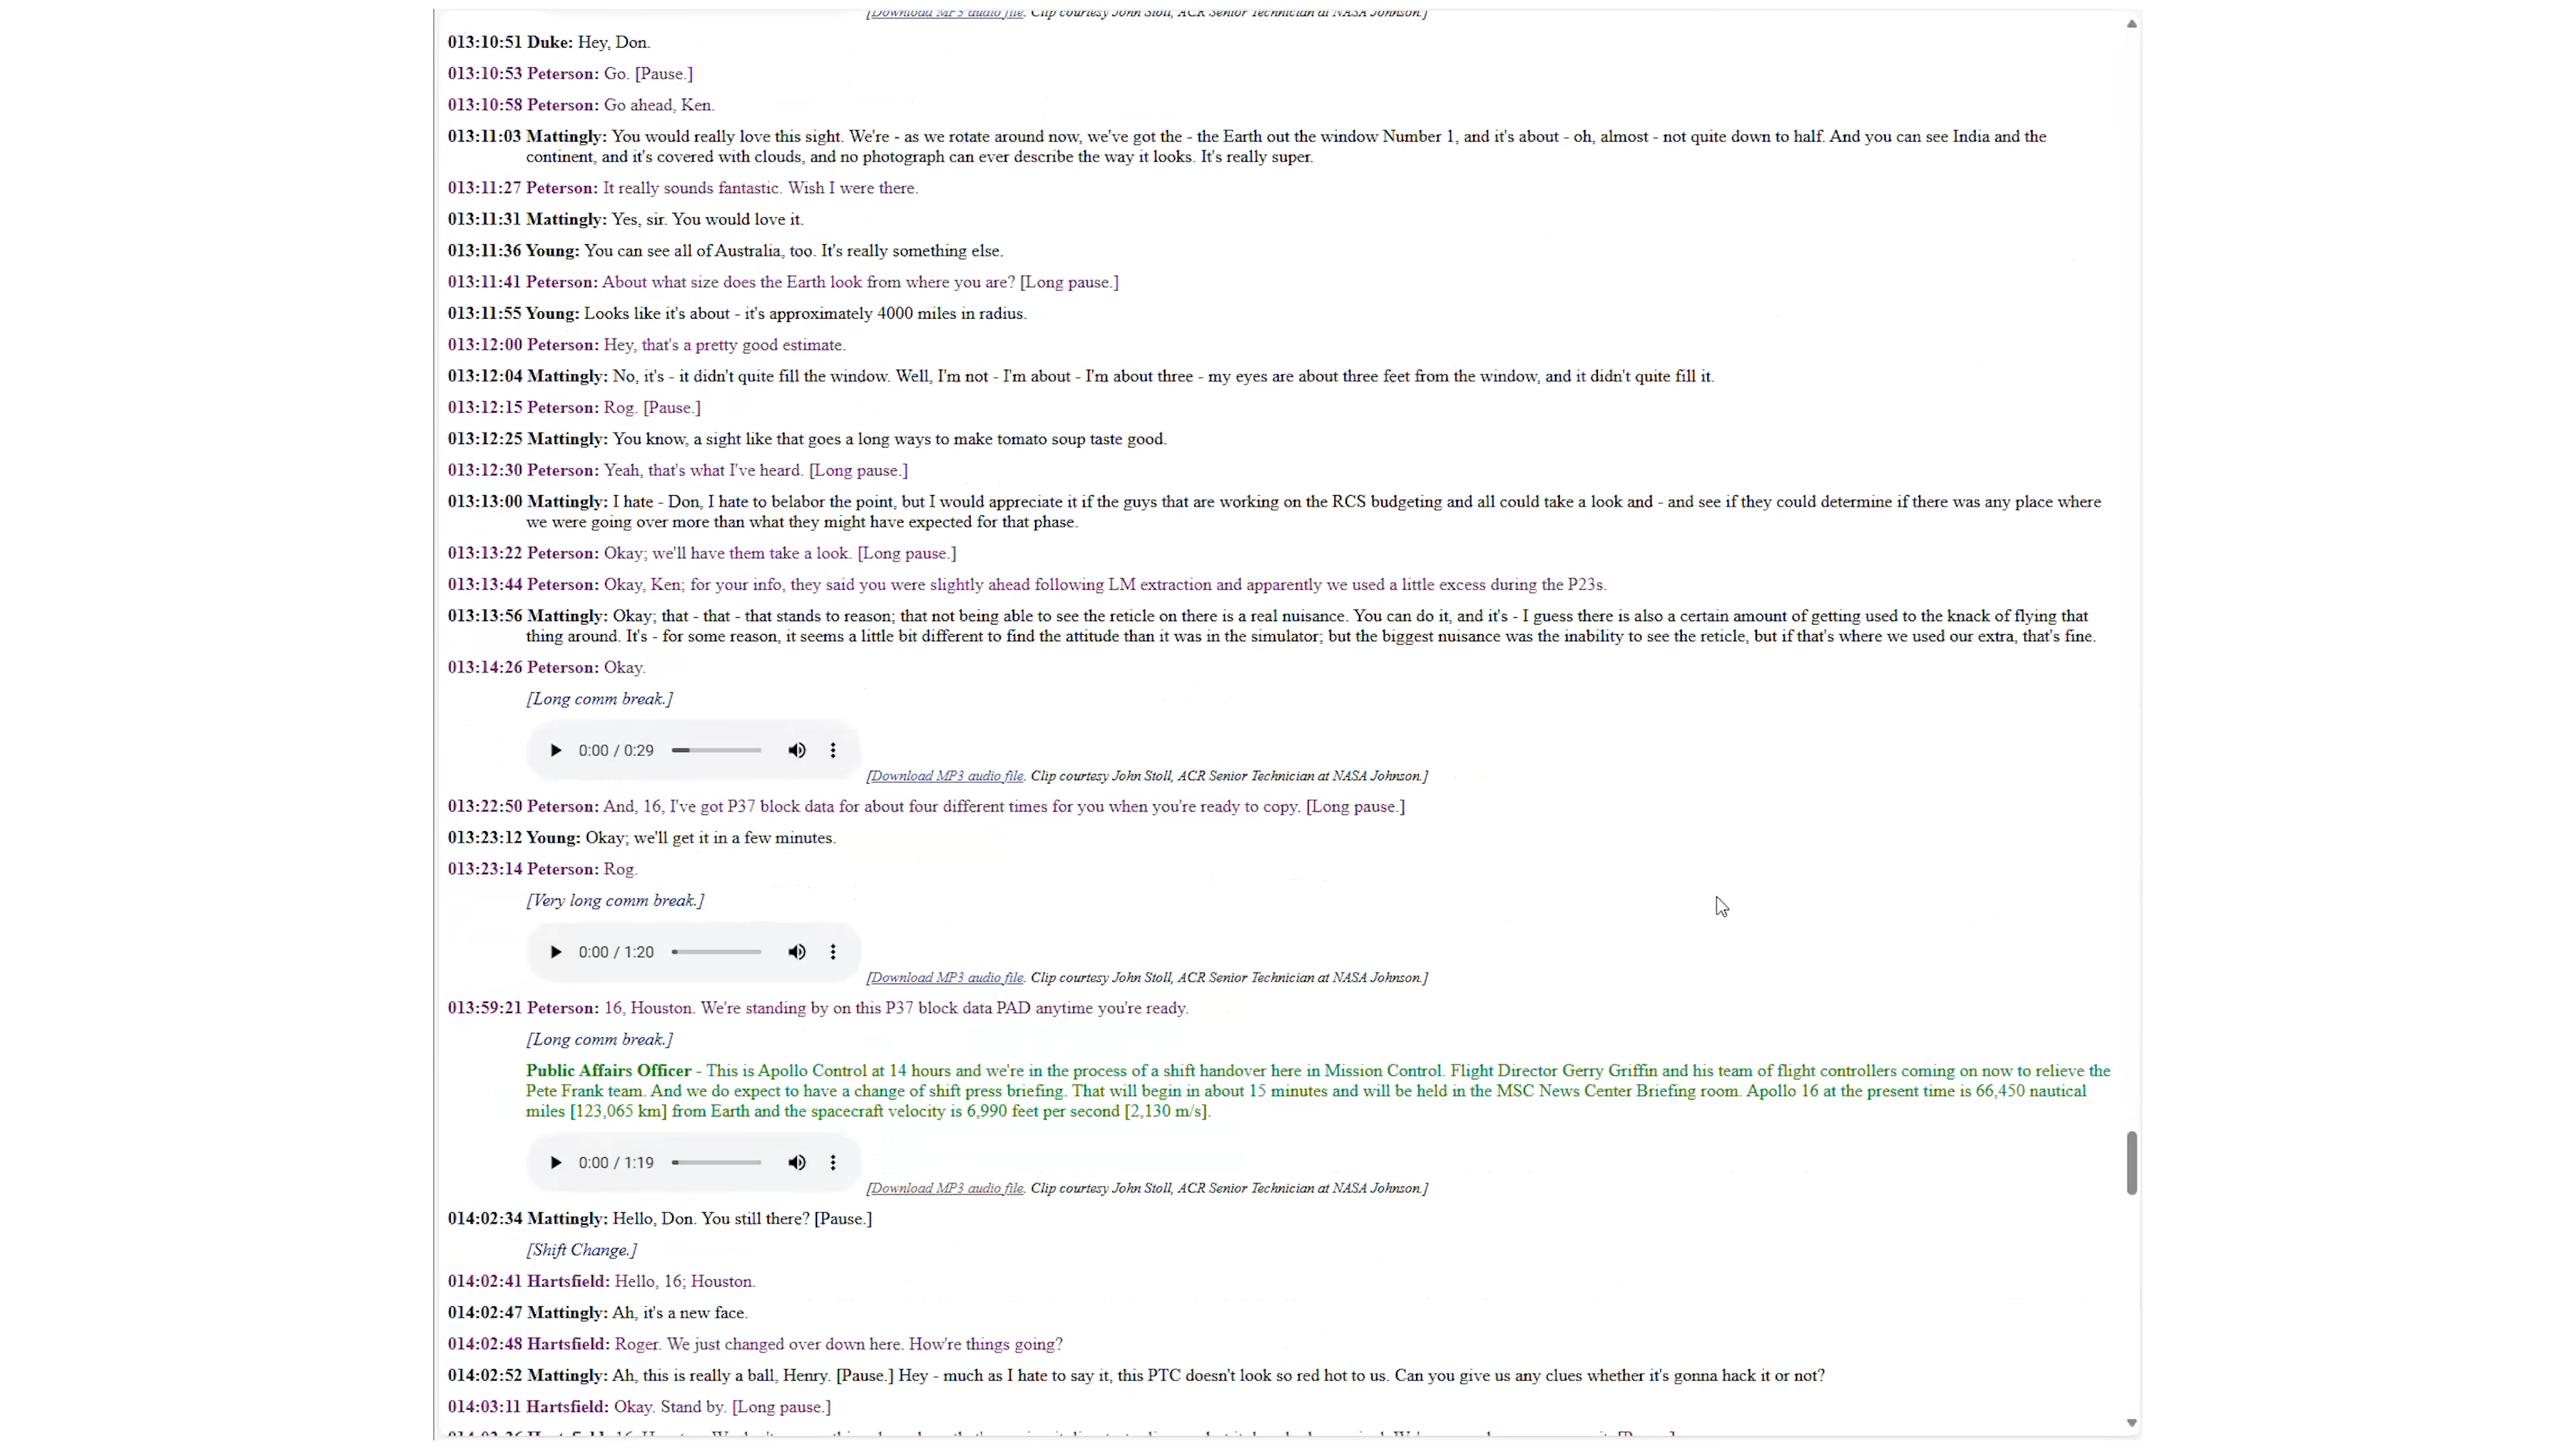 [Download MP3 audio file. Clip courtesy John Stoll, ACR Senior Technician at NASA Johnson.]
013:10:51 Duke: Hey, Don.
013:10:53 Peterson: Go. [Pause.]
013:10:58 Peterson: Go ahead, Ken.
013:11:03 Mattingly: You would really love this sight. We're - as we rotate around now, we've got the - the Earth out the window Number 1, and it's about - oh, almost - not quite down to half. And you can see India and the
continent, and it's covered with clouds, and no photograph can ever describe the way it looks. It's really super.
013:11:27 Peterson: It really sounds fantastic. Wish I were there.
013:11:31 Mattingly: Yes, sir. You would love it.
013:11:36 Young: You can see all of Australia, too. It's really something else.
013:11:41 Peterson: About what size does the Earth look from where you are? [Long pause.]
013:11:55 Young: Looks like it's about - it's approximately 4000 miles in radius.
013:12:00 Peterson: Hey, that's a pretty good estimate.
013:12:04 Mattingly: No, it's - it didn't quite fill the window. Well, I'm not - I'm about - I'm about three - my eyes are about three feet from the window, and it didn't quite fill it.
013:12:15 Peterson: Rog. [Pause.]
013:12:25 Mattingly: You know, a sight like that goes a long ways to make tomato soup taste good.
013:12:30 Peterson: Yeah, that's what I've heard. [Long pause.]
013:13:00 Mattingly: I hate - Don, I hate to belabor the point, but I would appreciate it if the guys that are working on the RCS budgeting and all could take a look and - and see if they could determine if there was any place where
we were going over more than what they might have expected for that phase.
013:13:22 Peterson: Okay; we'll have them take a look. [Long pause.]
013:13:44 Peterson: Okay, Ken; for your info, they said you were slightly ahead following LM extraction and apparently we used a little excess during the P23s.
013:13:56 Mattingly: Okay; that - that - that stands to reason; that not being able to see the reticle on there is a real nuisance. You can do it, and it's - I guess there is also a certain amount of getting used to the knack of flying that
thing around. It's - for some reason, it seems a little bit different to find the attitude than it was in the simulator; but the biggest nuisance was the inability to see the reticle, but if that's where we used our extra, that's fine.
013:14:26 Peterson: Okay.
[Long comm break.]
0:00 / 0:29
[Download MP3 audio file. Clip courtesy John Stoll, ACR Senior Technician at NASA Johnson.]
013:22:50 Peterson: And, 16, I've got P37 block data for about four different times for you when you're ready to copy. [Long pause.]
013:23:12 Young: Okay; we'll get it in a few minutes.
013:23:14 Peterson: Rog.
[Very long comm break.]
0:00 / 1:20
[Download MP3 audio file. Clip courtesy John Stoll, ACR Senior Technician at NASA Johnson.]
013:59:21 Peterson: 16, Houston. We're standing by on this P37 block data PAD anytime you're ready.
[Long comm break.]
Public Affairs Officer - This is Apollo Control at 14 hours and we're in the process of a shift handover here in Mission Control. Flight Director Gerry Griffin and his team of flight controllers coming on now to relieve the
Pete Frank team. And we do expect to have a change of shift press briefing. That will begin in about 15 minutes and will be held in the MSC News Center Briefing room. Apollo 16 at the present time is 66,450 nautical
miles [123,065 km] from Earth and the spacecraft velocity is 6,990 feet per second [2,130 m/s].
0:00 / 1:19
[Download MP3 audio file. Clip courtesy John Stoll, ACR Senior Technician at NASA Johnson.]
014:02:34 Mattingly: Hello, Don. You still there? [Pause.]
[Shift Change.]
014:02:41 Hartsfield: Hello, 16; Houston.
014:02:47 Mattingly: Ah, it's a new face.
014:02:48 Hartsfield: Roger. We just changed over down here. How're things going?
014:02:52 Mattingly: Ah, this is really a ball, Henry. [Pause.] Hey - much as I hate to say it, this PTC doesn't look so red hot to us. Can you give us any clues whether it's gonna hack it or not?
014:03:11 Hartsfield: Okay. Stand by. [Long pause.]